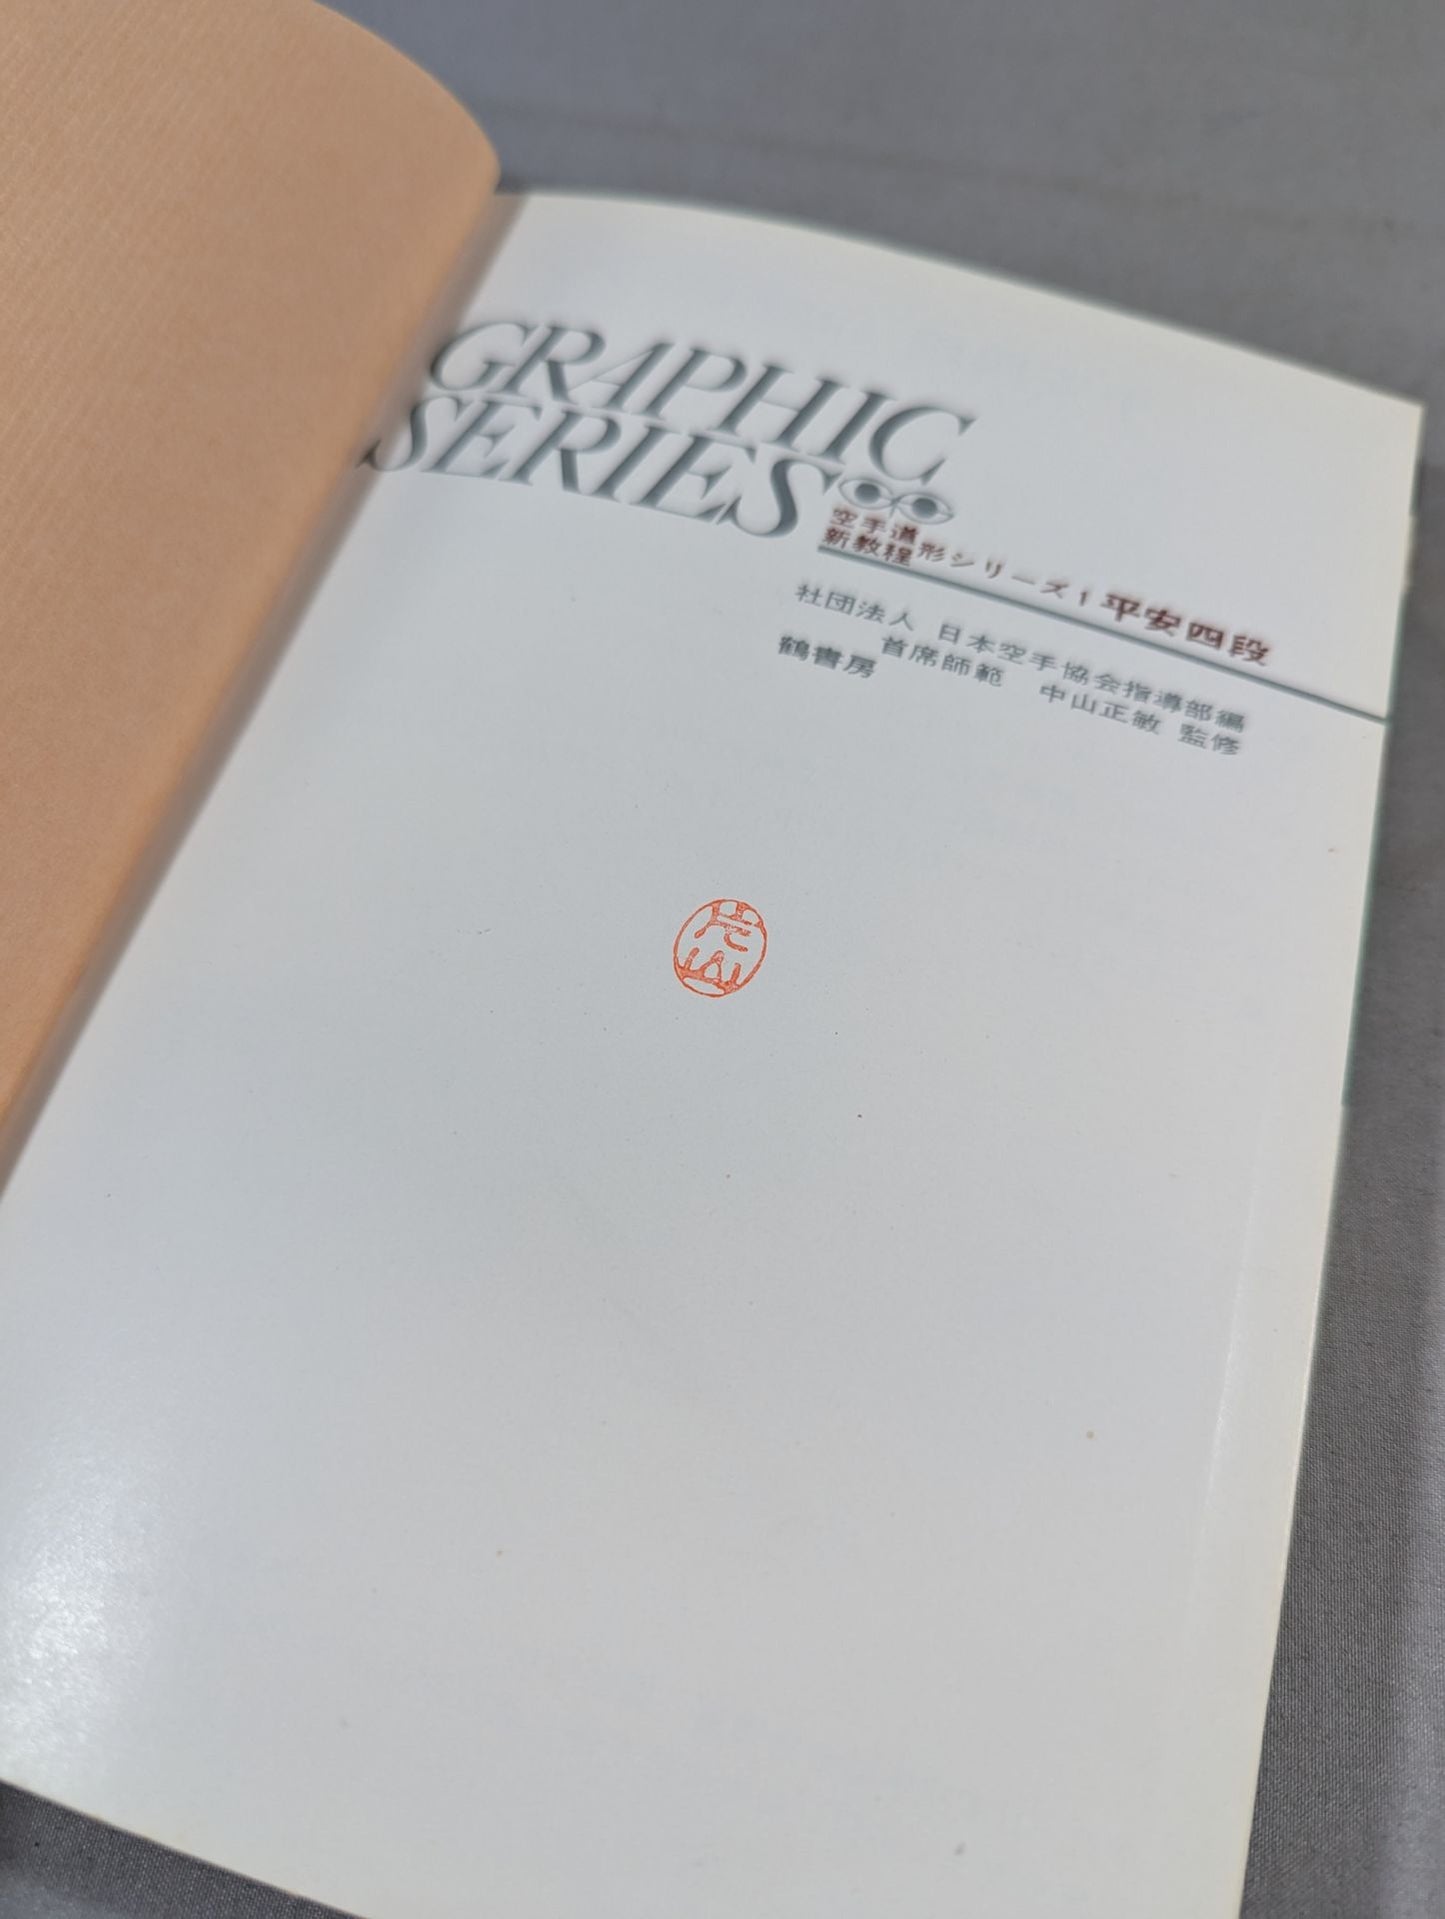 GRAPHIC
SERIES
空手道新教程 形シリーズ1 平安四段
社団法人 日本空手協会指導部編
首席師範 中山正敏 監修
鶴書房
片山